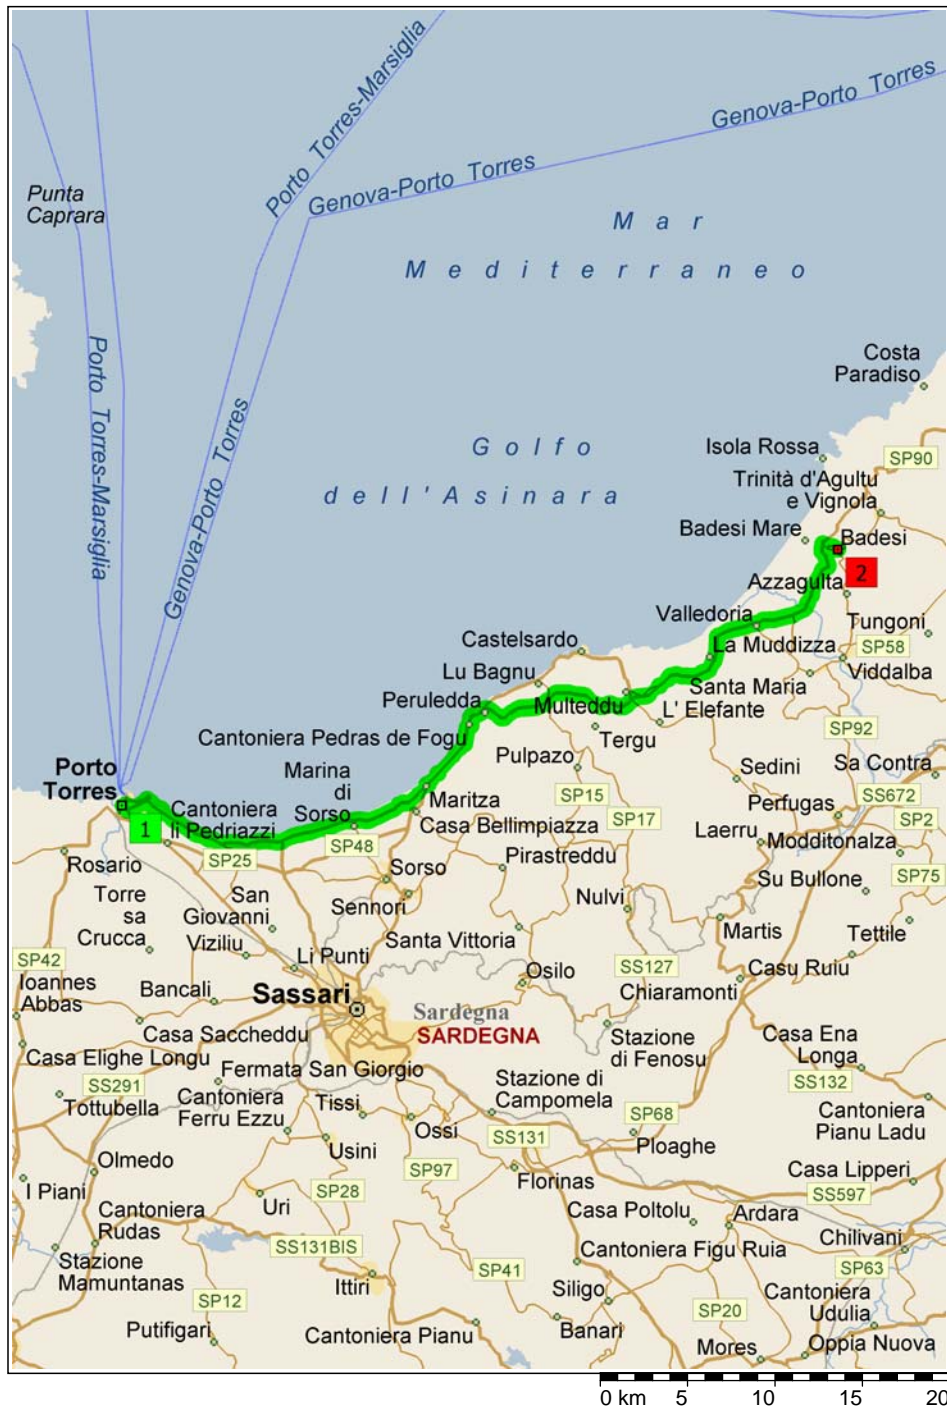 Porto Torres-Marsiglia
Genova-Porto Torres
Genova-Porto Torres
Punta
Caprara
Mar
Mediterraneo
Porto Torres-Marsiglia
Genova-Porto Torres
Costa
Paradiso
Golfo
dell'Asinara
Isola Rossa
SP90
Trinità d'Agultu
e Vignola
Badesi Mare
Badesi
2
Azzagulta
Valledoria
Tungoni
Castelsardo
La Muddizza
SP58
Viddalba
Lu Bagnu
Santa Maria
Peruledda
Multeddu
L' Elefante
Cantoniera Pedras de Fogu
Tergu
SP92
Porto
Torres
Marina
di
Sorso
Pulpazo
Sedini
Sa Contra
1
Cantoniera
li Pedriazzi
Maritza
SP15
Perfugas
SS672
Casa Bellimpiazza
SP17
SP2
Rosario
SP25
SP48
Laerru
Modditonalza
Sorso
Pirastreddu
Su Bullone
SP75
Torre
sa
Crucca
San
Giovanni
Sennori
Nulvi
Viziliu
Santa Vittoria
Martis
Tettile
SP42
Li Punti
Ioannes
Abbas
Bancali
Osilo
SS127
Casu Ruiu
Sassari
Chiaramonti
Sardegna
SARDEGNA
Casa Saccheddu
Stazione
di Fenosu
Casa Ena
Longa
Casa Elighe Longu
SS291
Fermata San Giorgio
Stazione di
Campomela
SS132
Tottubella
Cantoniera
Ferru Ezzu
Tissi
SP68
Cantoniera
Pianu Ladu
Ossi
SS131
Ploaghe
Usini
Olmedo
SP97
Casa Lipperi
I Piani
SP28
Florinas
SS597
Uri
Cantoniera
Rudas
Casa Poltolu
Ardara
Chilivani
SS131BIS
Cantoniera Figu Ruia
Stazione
Mamuntanas
Ittiri
SP41
SP63
Siligo
Cantoniera
Udulia
SP12
SP20
Putifigari
Cantoniera Pianu
Banari
Mores
Oppia Nuova
0 km 5 10 15 20